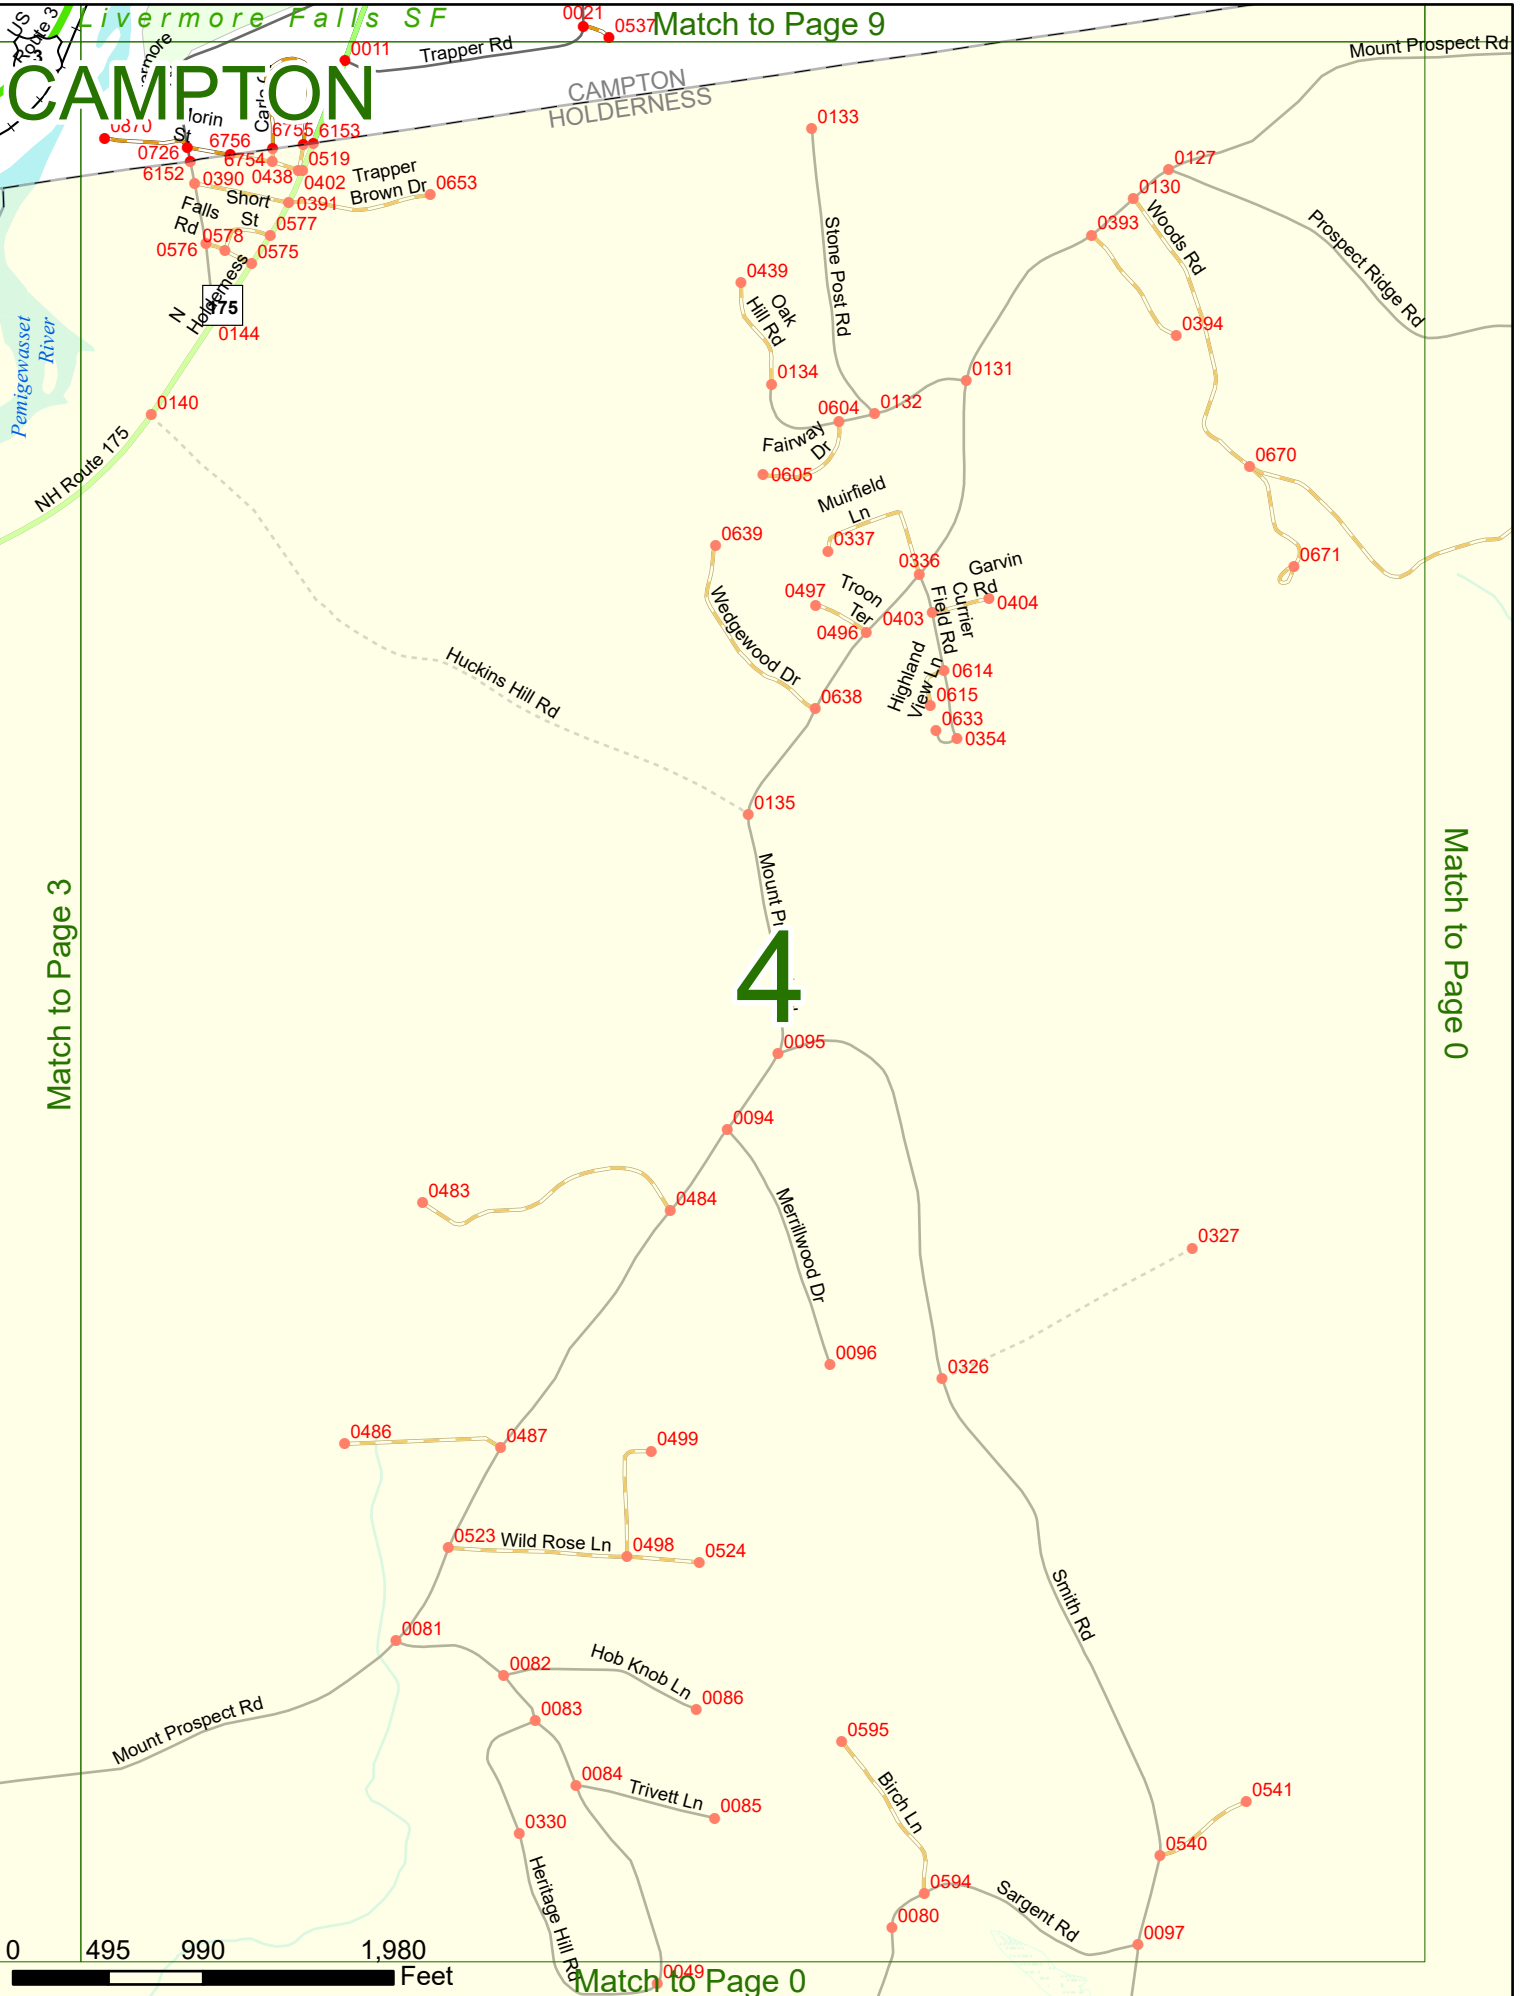 Livermore Falls SF
0021
0537
Match to Page 9
US
Route 3
3
ermore
0011
Trapper Rd
Mount Prospect Rd
CAMPTON
CAMPTON
HOLDERNESS
0133
0870
St
0726
6756
6755
6153
6754
0519
6152
0390
0438
0402
Trapper
Brown Dr
0653
0127
0130
Falls
Rd
Short
St
0391
0577
0576
0578
0575
0393
Woods Rd
Prospect Ridge Rd
Stone Post Rd
0439
Oak
Hill Rd
N
Holderness
175
0144
Pemigewasset
River
0394
0134
0131
0140
0604
0132
Fairway
Dr
0605
NH Route 175
0670
Muirfield
Ln
0337
0639
0336
0671
Garvin
Rd
0497
Troon
Ter
0496
0403
0404
Currier
Field Rd
Wedgewood Dr
Huckins Hill Rd
Highland
View Ln
0614
0615
0638
0633
0354
0135
Match to Page 3
Match to Page 0
4
0095
0094
0483
0484
Merrillwood Dr
0327
0096
0326
0486
0487
0499
0523
Wild Rose Ln
0498
0524
Smith Rd
0081
0082
Hob Knob Ln
0086
Mount Prospect Rd
0083
0595
0084
Trivett Ln
0085
Birch Ln
0541
0330
0540
Heritage Hill Rd
0594
Sargent Rd
0080
0097
0 495 990 1,980
Feet
0049
Match to Page 0